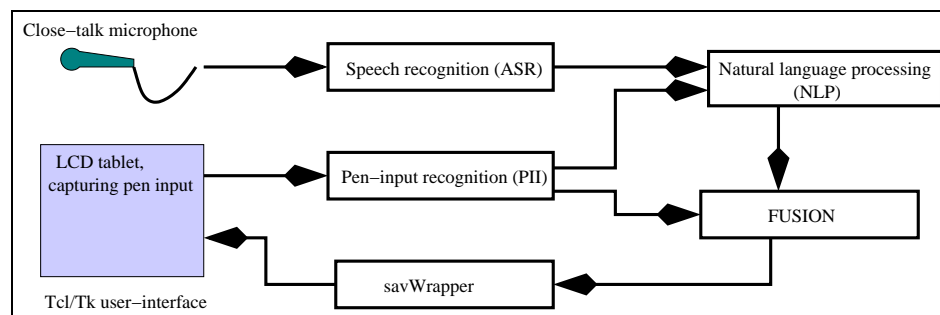 Close−talk microphone
Speech recognition (ASR)
Natural language processing
(NLP)
LCD tablet,
capturing pen input
Pen−input recognition (PII)
FUSION
savWrapper
Tcl/Tk user−interface